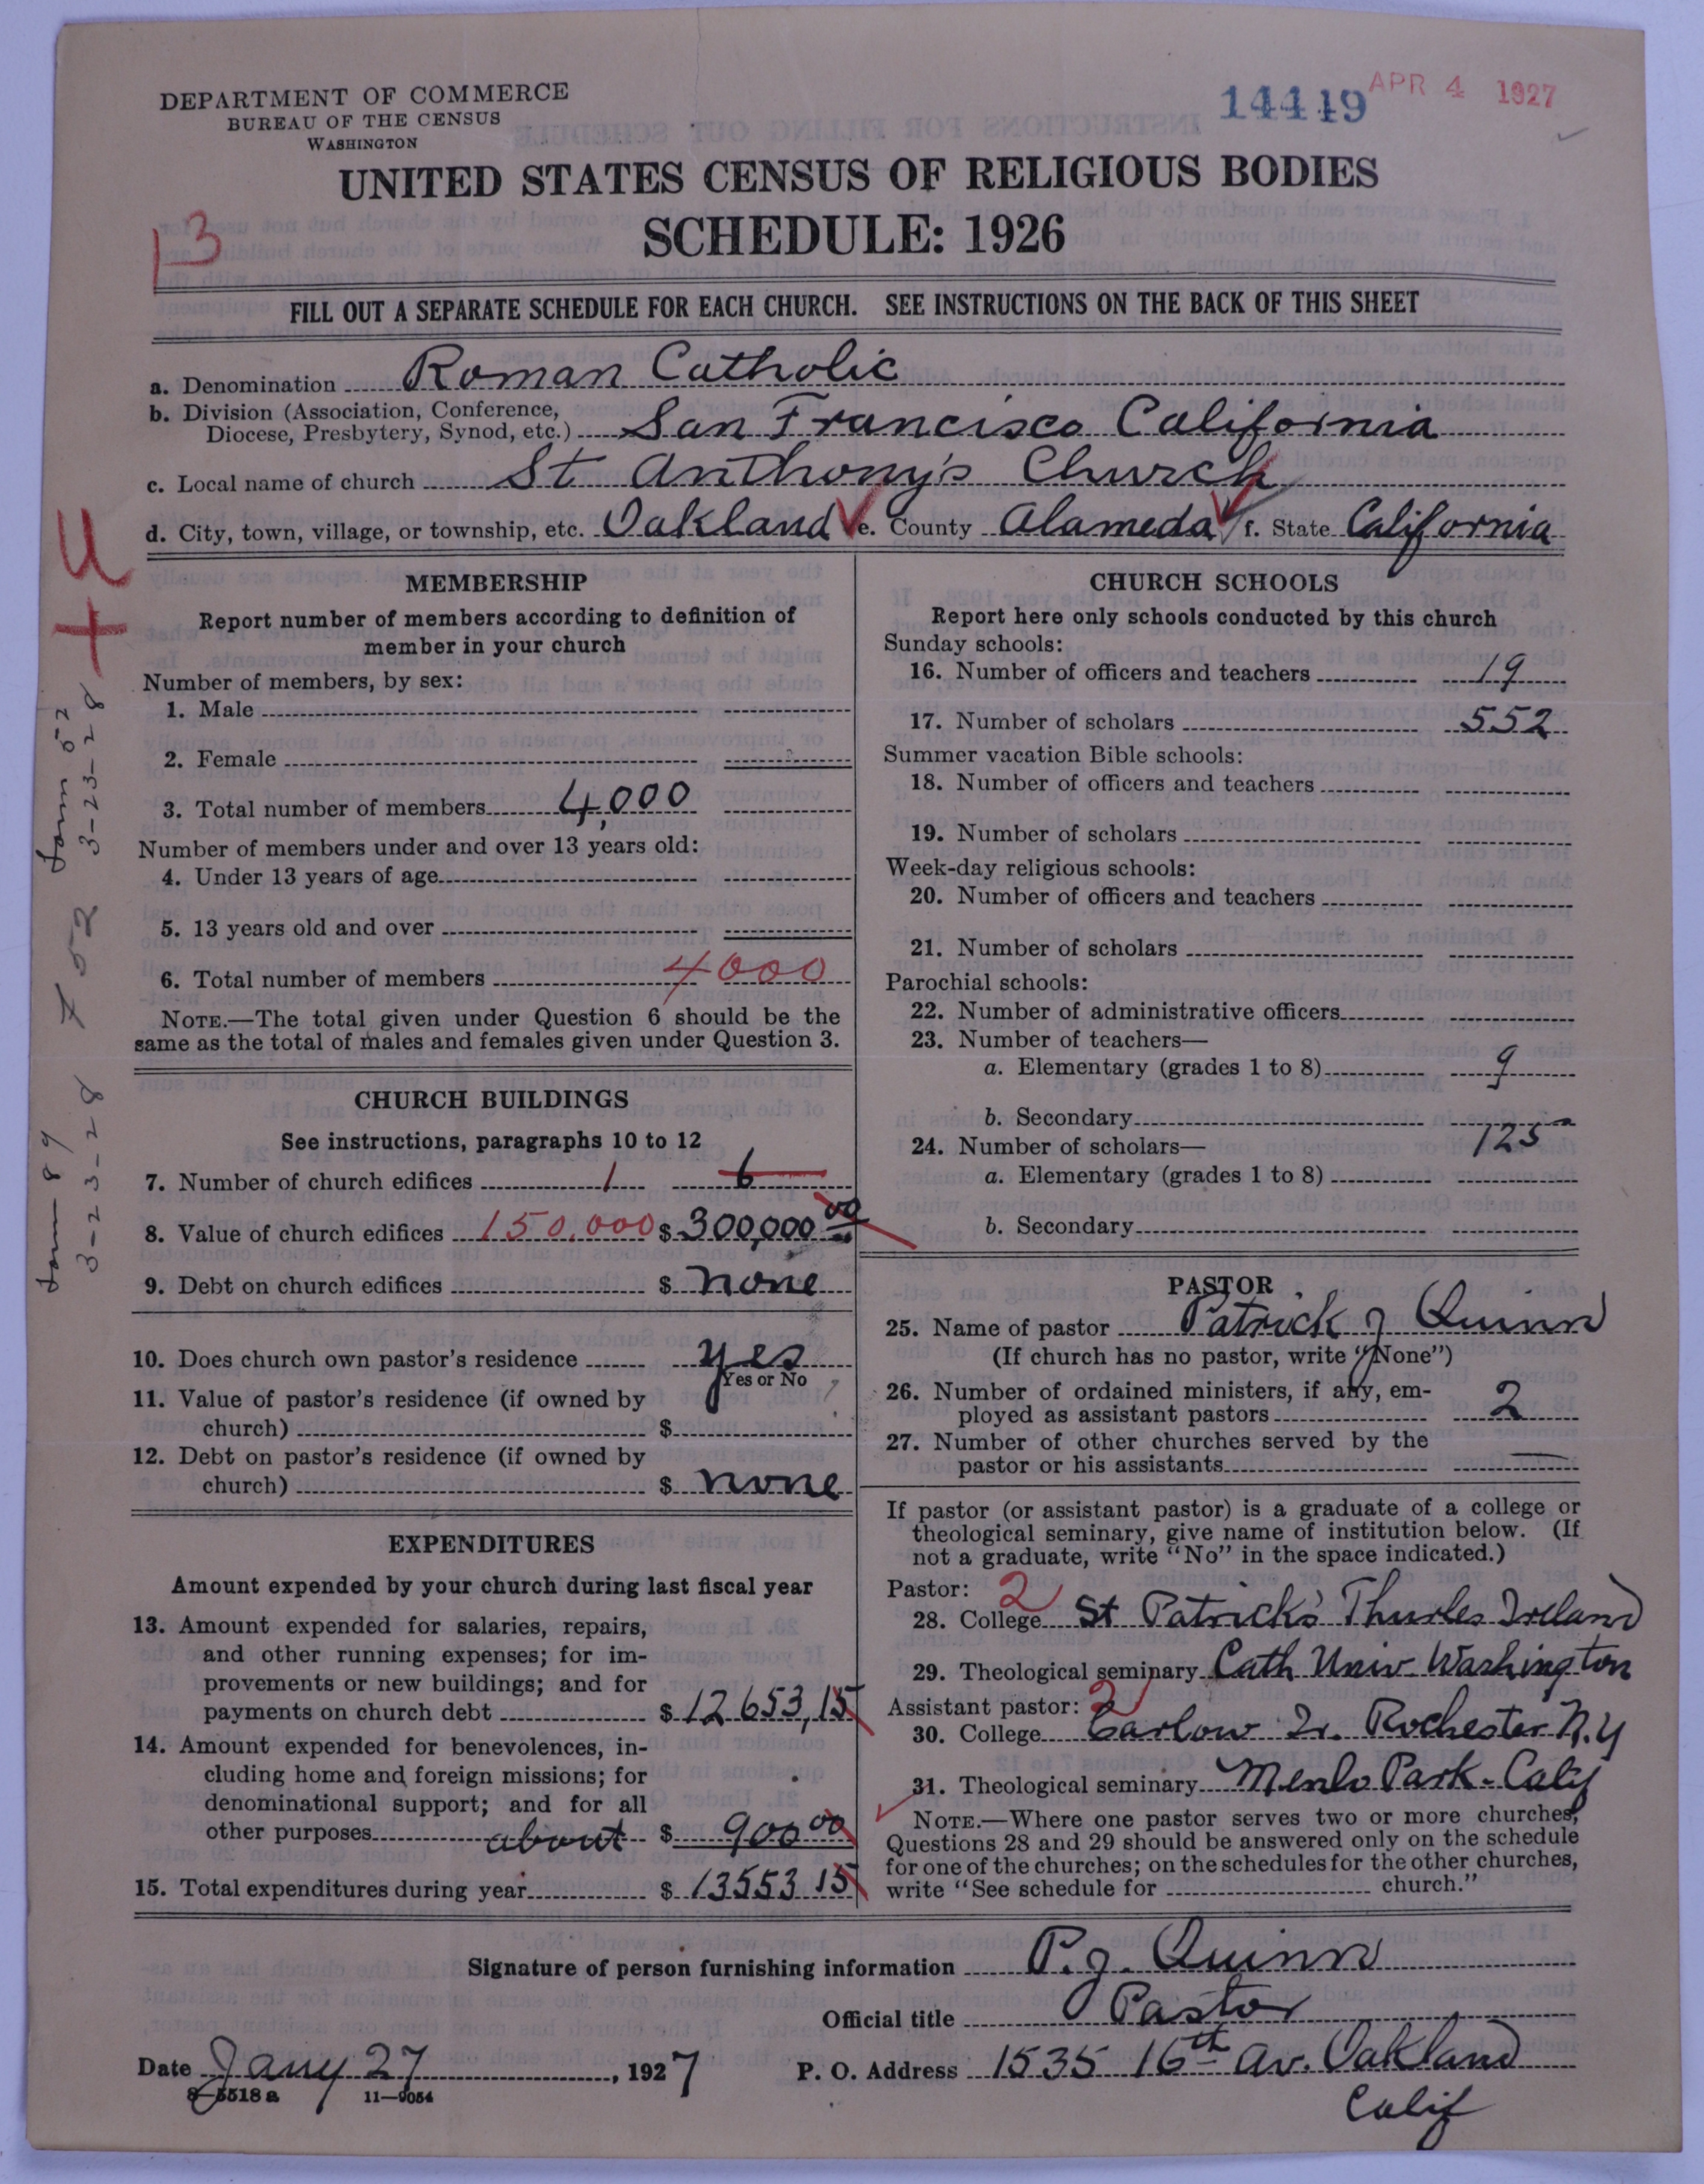 DEPARTMENT OF COMMERCE
BUREAU OF THE CENSUS
WASHINGTON
14419
APR 4 1927
UNITED STATES CENSUS OF RELIGIOUS BODIES
SCHEDULE: 1926
13
FILL OUT A SEPARATE SCHEDULE FOR EACH CHURCH. SEE INSTRUCTIONS ON THE BACK OF THIS SHEET
a. Denomination Roman Catholic
b. Division (Association, Conference,
Diocese, Presbytery, Synod, etc.) San Francisco California
c. Local name of church St Anthony's Church
d. City, town, village, or township, etc. Oakland e. County Alameda f. State California
MEMBERSHIP
Report number of members according to definition of
member in your church
Number of members, by sex:
1. Male
2. Female
3. Total number of members 4,000
Number of members under and over 13 years old:
4. Under 13 years of age
5. 13 years old and over
6. Total number of members 4000
NOTE.—The total given under Question 6 should be the
same as the total of males and females given under Question 3.
CHURCH BUILDINGS
See instructions, paragraphs 10 to 12
7. Number of church edifices 1 6
8. Value of church edifices 150,000 $ 300,000 00
9. Debt on church edifices $ none
10. Does church own pastor's residence yes
Yes or No
11. Value of pastor's residence (if owned by
church) $
12. Debt on pastor's residence (if owned by
church) $ none
EXPENDITURES
Amount expended by your church during last fiscal year
13. Amount expended for salaries, repairs,
and other running expenses; for im-
provements or new buildings; and for
payments on church debt $ 12 653,15
14. Amount expended for benevolences, in-
cluding home and foreign missions; for
denominational support; and for all
other purposes about $ 900 00
15. Total expenditures during year $ 13553 15
CHURCH SCHOOLS
Report here only schools conducted by this church
Sunday schools:
16. Number of officers and teachers 19
17. Number of scholars 552
Summer vacation Bible schools:
18. Number of officers and teachers
19. Number of scholars
Week-day religious schools:
20. Number of officers and teachers
21. Number of scholars
Parochial schools:
22. Number of administrative officers
23. Number of teachers—
a. Elementary (grades 1 to 8) 9
b. Secondary
24. Number of scholars— 125
a. Elementary (grades 1 to 8)
b. Secondary
PASTOR
25. Name of pastor Patrick J Quinn
(If church has no pastor, write "None")
26. Number of ordained ministers, if any, em-
ployed as assistant pastors 2
27. Number of other churches served by the
pastor or his assistants —
If pastor (or assistant pastor) is a graduate of a college or
theological seminary, give name of institution below. (If
not a graduate, write "No" in the space indicated.)
Pastor: 2
28. College St Patrick's Thurles Ireland
29. Theological seminary Cath Univ Washington
Assistant pastor: 2
30. College Carlow Ir. Rochester N.Y
31. Theological seminary Menlo Park - Calif
NOTE.—Where one pastor serves two or more churches,
Questions 28 and 29 should be answered only on the schedule
for one of the churches; on the schedules for the other churches,
write "See schedule for church."
Signature of person furnishing information P. J. Quinn
Official title Pastor
Date Jany 27, 1927 P. O. Address 1535 16th Av. Oakland
Calif
8—5518 a 11—9054
Form 52
3-23-28
Form 89
3-23-28